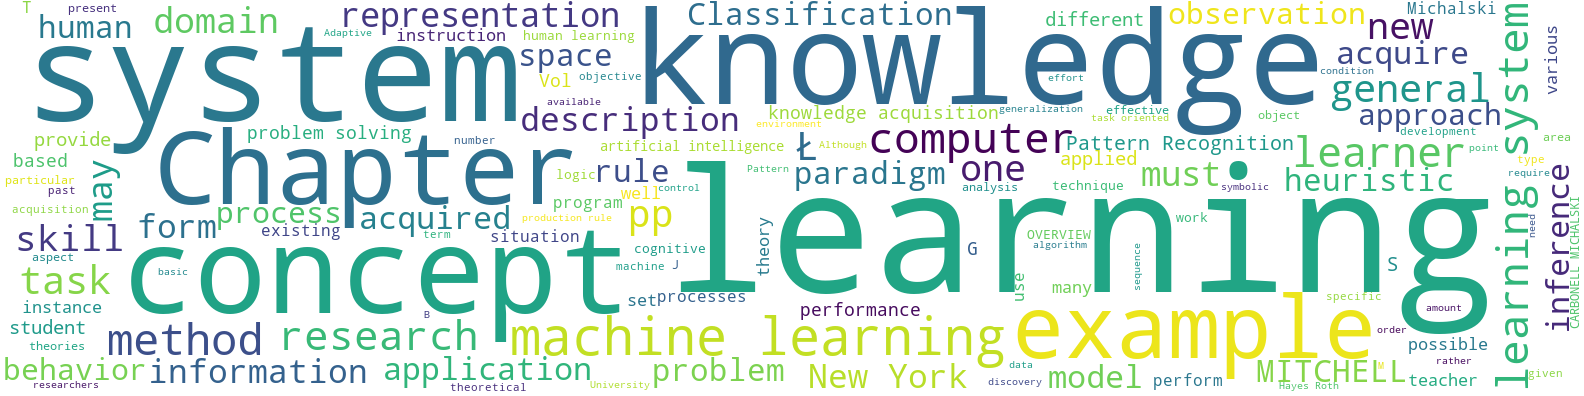 T
present
human
domain
Adaptive
representation
instruction
human learning
Classification
different
observation
Michalski
new
system
space
Vol
objective
knowledge
effort
acquire
condition
various
learning system
available
description
knowledge acquisition
generalization
effective
task oriented
object
general
approach
provide
problem solving
number
environment
Chapter
artificial intelligence
Although
Ł
computer
Pattern Recognition
development
area
based
may
logic
rule
Pattern
paradigm
one
applied
must
learner
point
type
particular
past
well
control
program
analysis
technique
symbolic
heuristic
require
acquisition
form
process
acquired
production rule
pp
learning
work
need
skill
existing
term
situation
cognitive
theory
G
OVERVIEW
algorithm
sequence
inference
CARBONELL MICHALSKI
aspect
task
basic
concept
machine
J
S
use
many
instance
set
processes
specific
amount
student
B
performance
theories
method
research
machine learning
example
order
possible
rather
behavior
information
application
problem
New York
data
model
perform
M
MITCHELL
teacher
given
researchers
theoretical
University
discovery
Hayes Roth